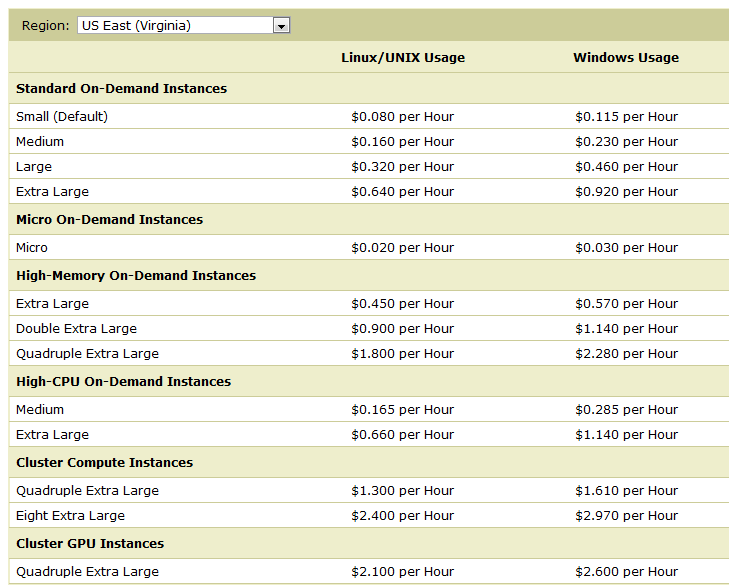 Region: US East (Virginia)
Linux/UNIX Usage Windows Usage
Standard On-Demand Instances
Small (Default) $0.080 per Hour $0.115 per Hour
Medium $0.160 per Hour $0.230 per Hour
Large $0.320 per Hour $0.460 per Hour
Extra Large $0.640 per Hour $0.920 per Hour
Micro On-Demand Instances
Micro $0.020 per Hour $0.030 per Hour
High-Memory On-Demand Instances
Extra Large $0.450 per Hour $0.570 per Hour
Double Extra Large $0.900 per Hour $1.140 per Hour
Quadruple Extra Large $1.800 per Hour $2.280 per Hour
High-CPU On-Demand Instances
Medium $0.165 per Hour $0.285 per Hour
Extra Large $0.660 per Hour $1.140 per Hour
Cluster Compute Instances
Quadruple Extra Large $1.300 per Hour $1.610 per Hour
Eight Extra Large $2.400 per Hour $2.970 per Hour
Cluster GPU Instances
Quadruple Extra Large $2.100 per Hour $2.600 per Hour